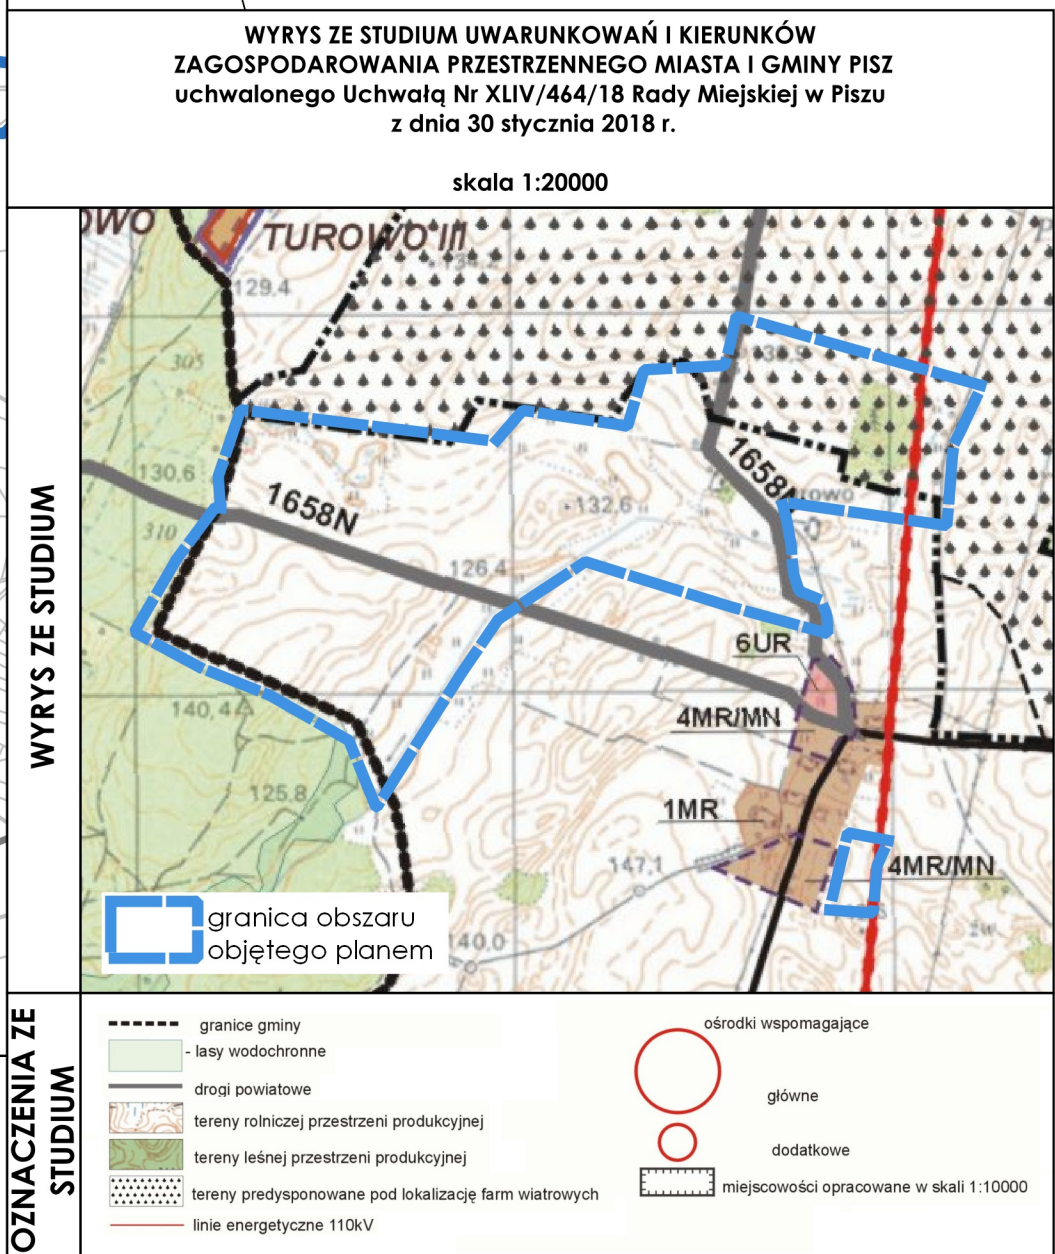 WYRYS ZE STUDIUM UWARUNKOWAŃ I KIERUNKÓW
ZAGOSPODAROWANIA PRZESTRZENNEGO MIASTA I GMINY PISZ
uchwalonego Uchwałą Nr XLIV/464/18 Rady Miejskiej w Piszu
z dnia 30 stycznia 2018 r.
skala 1:20000
WYRYS ZE STUDIUM
OWO
TUROWO III
129.4
305
130.6
310
1658N
1658N
132,6
126.4
6UR
4MR/MN
140,4
125.8
1MR
147,1
4MR/MN
140.0
granica obszaru
objętego planem
OZNACZENIA ZE
STUDIUM
granice gminy
- lasy wodochronne
drogi powiatowe
tereny rolniczej przestrzeni produkcyjnej
tereny leśnej przestrzeni produkcyjnej
tereny predysponowane pod lokalizację farm wiatrowych
linie energetyczne 110kV
ośrodki wspomagające
główne
dodatkowe
miejscowości opracowane w skali 1:10000